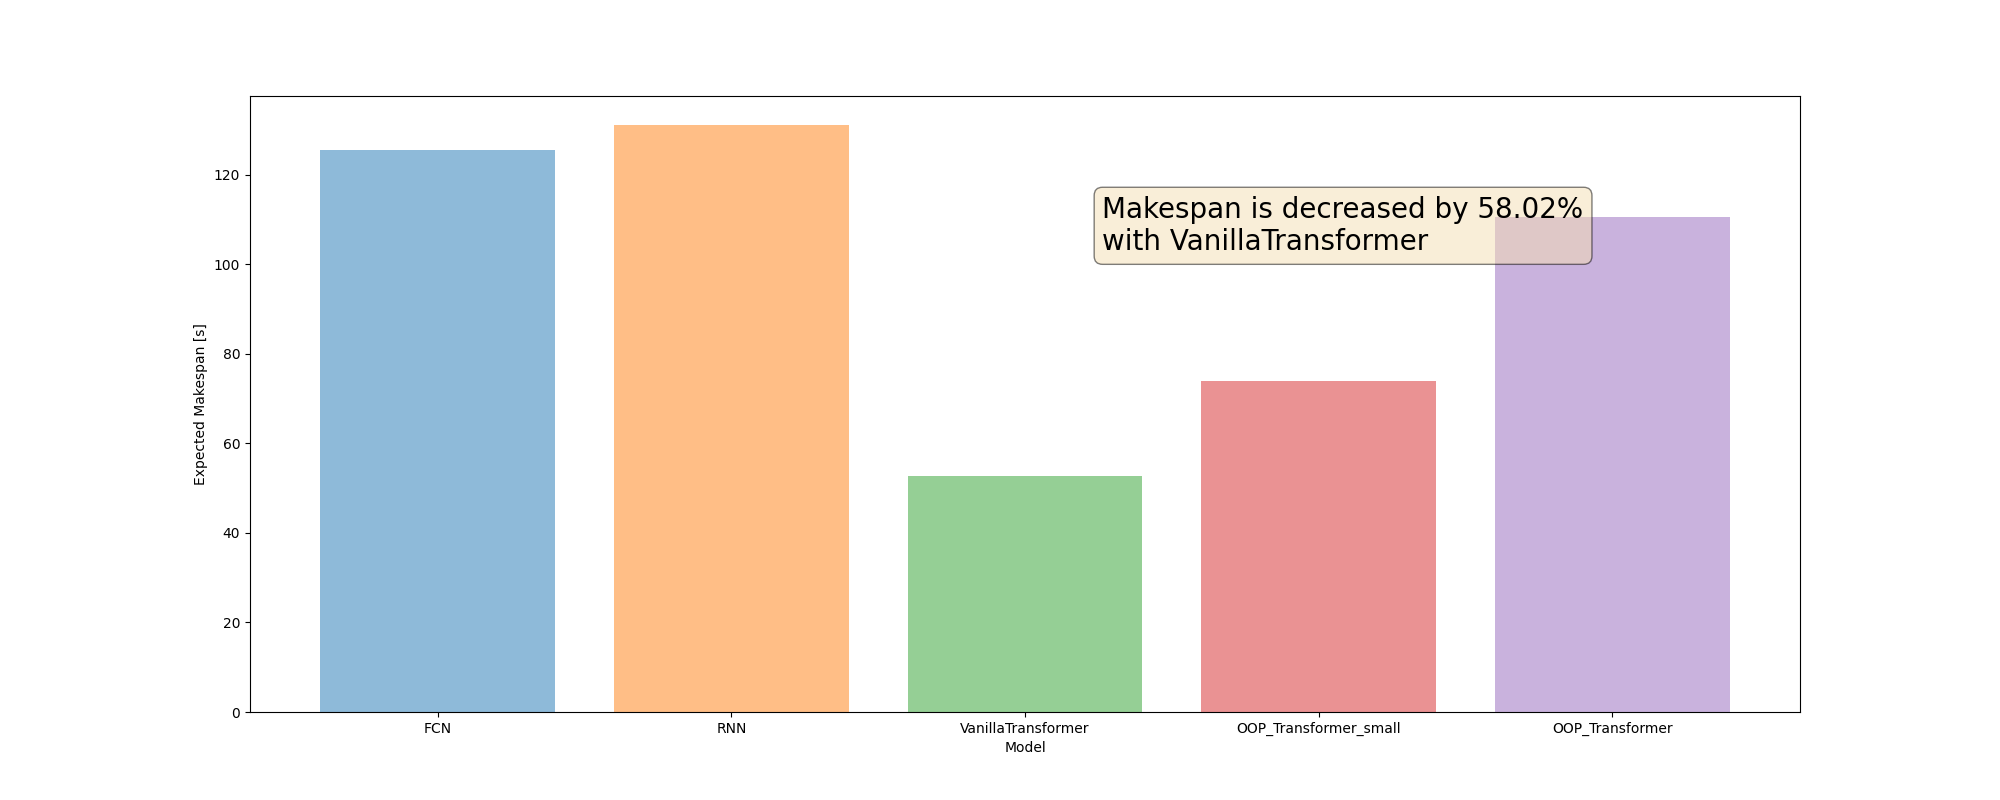 120
100
80
60
40
20
0
Expected Makespan [s]
Makespan is decreased by 58.02%
with VanillaTransformer
FCN RNN VanillaTransformer OOP_Transformer_small OOP_Transformer
Model